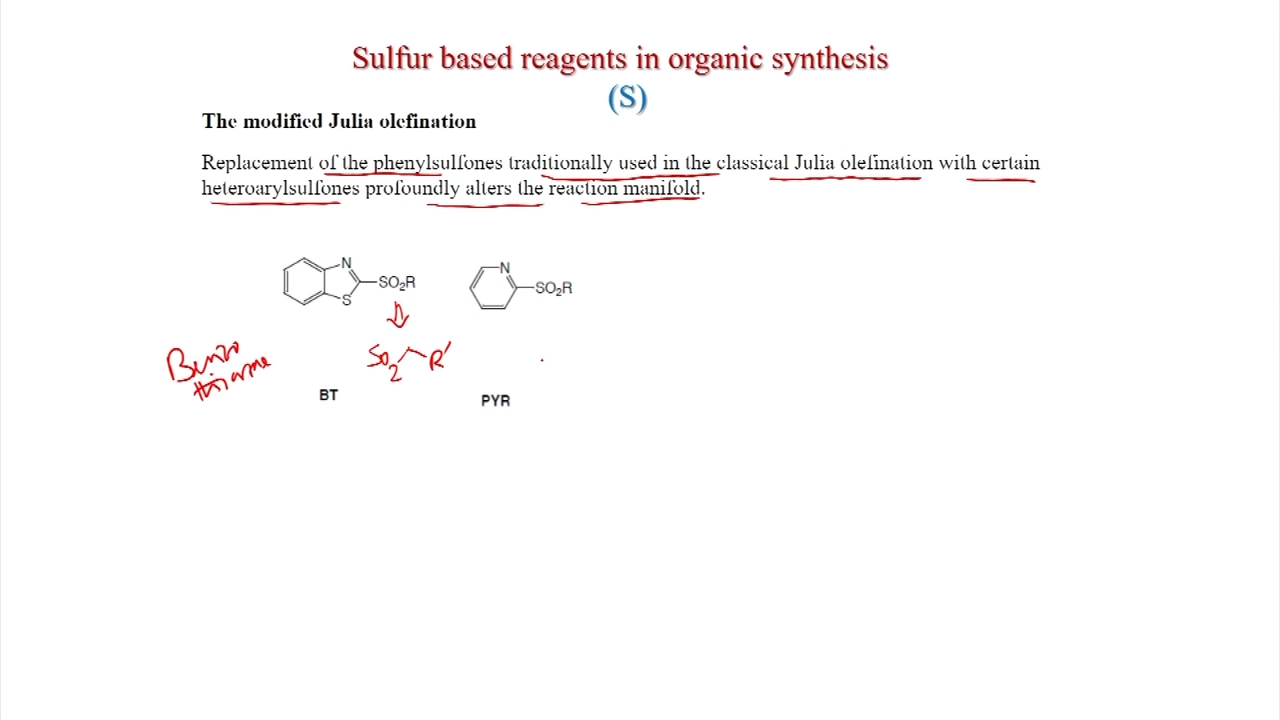 Sulfur based reagents in organic synthesis
(S)
The modified Julia olefination
Replacement of the phenylsulfones traditionally used in the classical Julia olefination with certain
heteroarylsulfones profoundly alters the reaction manifold.
N
S
SO2R
N
SO2R
Benzo
SO2 R'
BT
PYR